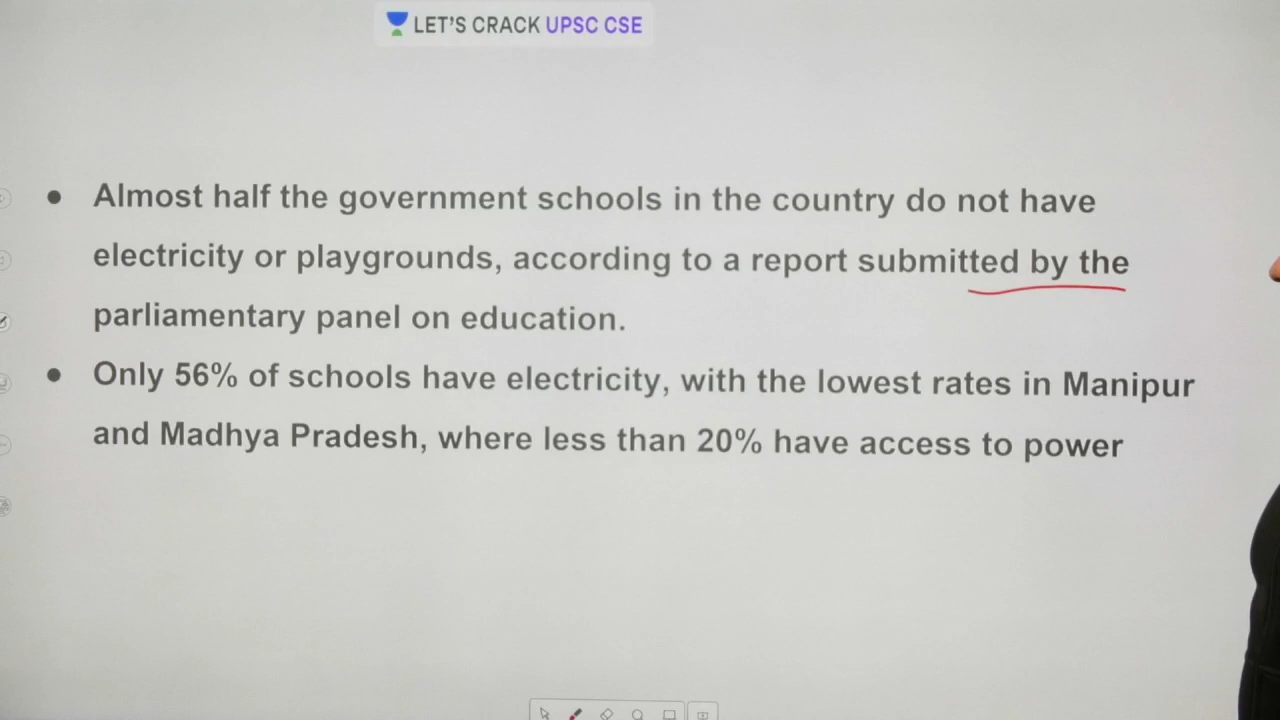 LET'S CRACK UPSC CSE
● Almost half the government schools in the country do not have
electricity or playgrounds, according to a report submitted by the
parliamentary panel on education.
● Only 56% of schools have electricity, with the lowest rates in Manipur
and Madhya Pradesh, where less than 20% have access to power